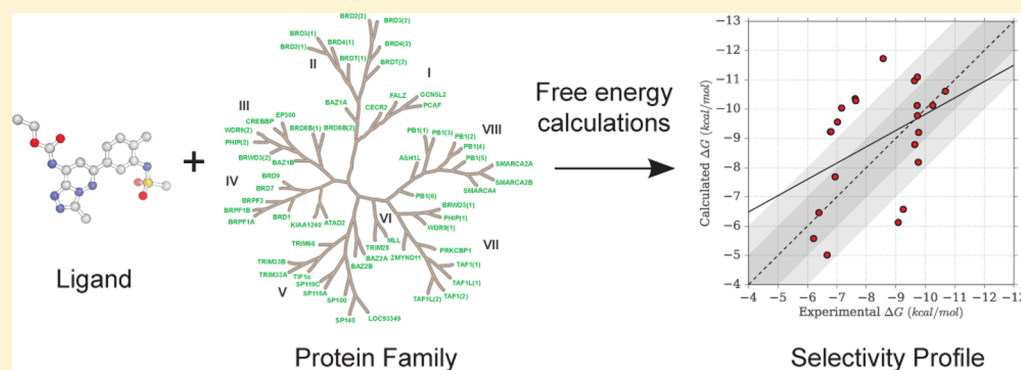 Ligand
+
Protein Family
BRD2(2)
BRD3(2)
BRD3(1)
BRD4(1)
BRD4(2)
BRD2(1)
BRDT(1)
BRDT(2)
II
I
BAZ1A
CECR2
FALZ
GCN5L2
PCAF
III
EP300
CREBBP
BRD8B(1)
BRD8B(2)
WDR9(2)
PHIP(2)
BRWD3(2)
BAZ1B
VIII
PB1(1)
PB1(2)
PB1(3)
PB1(4)
PB1(5)
ASH1L
SMARCA2A
SMARCA2B
SMARCA4
PB1(6)
IV
BRD9
BRD7
BRPF3
BRPF1B
BRPF1A
BRD1
KIAA1240
ATAD2
VI
MLL
TRIM28
BRWD3(1)
PHIP(1)
WDR9(1)
VII
PRKCBP1
ZMYND11
TAF1(1)
TAF1L(1)
TAF1(2)
TAF1L(2)
TRIM66
TRIM33B
TRIM33A
TIF1α
V
SP110C
SP110A
SP100
SP140
LOC93349
BAZ2A
BAZ2B
Free energy
calculations
Selectivity Profile
Calculated ΔG (kcal/mol)
−13
−12
−11
−10
−9
−8
−7
−6
−5
−4
−4 −5 −6 −7 −8 −9 −10 −11 −12 −13
Experimental ΔG (kcal/mol)